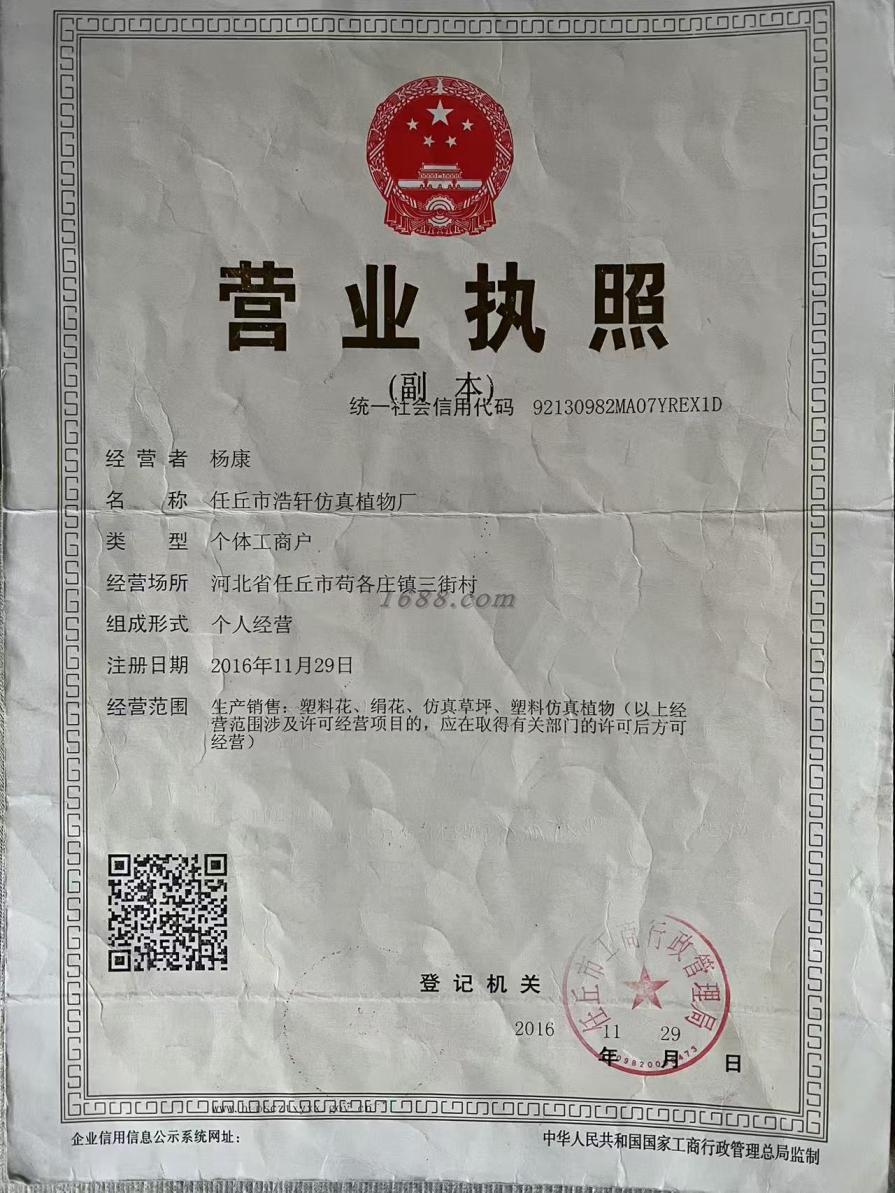 营业执照
(副 本)
统一社会信用代码 92130982MA07YREX1D
经营者 杨康
名称 任丘市浩轩仿真植物厂
类型 个体工商户
经营场所 河北省任丘市苟各庄镇三街村
1688.com
组成形式 个人经营
注册日期 2016年11月29日
经营范围 生产销售：塑料花、绢花、仿真草坪、塑料仿真植物（以上经
营范围涉及许可经营项目的，应在取得有关部门的许可后方可
经营）
任丘市工商行政管理局
登记机关
2016 11 29
年 月 日
企业信用信息公示系统网址：
中华人民共和国国家工商行政管理总局监制